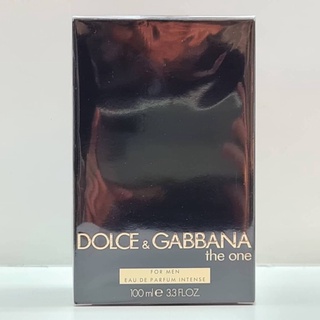 DOLCE & GABBANA
the one
FOR MEN
EAU DE PARFUM INTENSE
100 ml ℮ 3.3 FL.OZ.